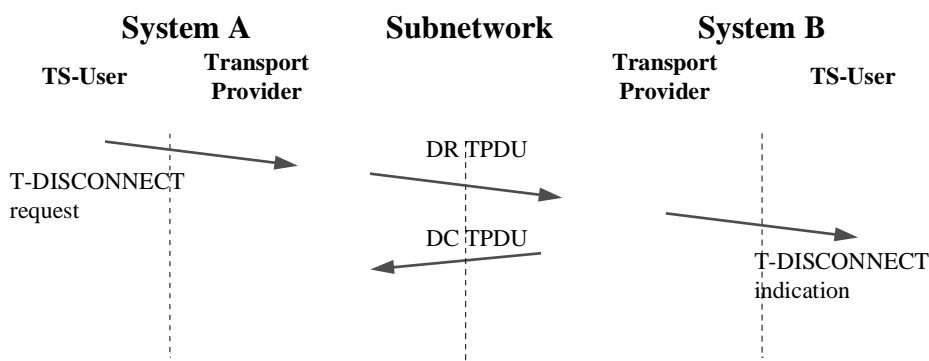 System A Subnetwork System B
TS-User Transport Provider Transport Provider TS-User
DR TPDU
T-DISCONNECT
request
DC TPDU
T-DISCONNECT
indication